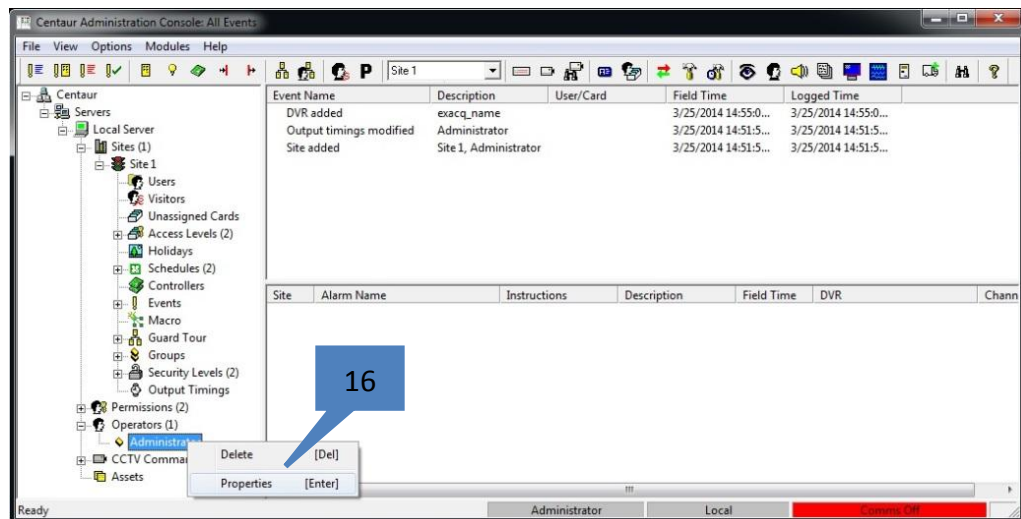 Centaur Administration Console: All Events
File View Options Modules Help
P Site 1
Centaur
Servers
Local Server
Sites (1)
Site 1
Users
Visitors
Unassigned Cards
Access Levels (2)
Holidays
Schedules (2)
Controllers
Events
Macro
Guard Tour
Groups
Security Levels (2)
Output Timings
Permissions (2)
Operators (1)
Administrator
CCTV Comma
Assets
Event Name Description User/Card Field Time Logged Time
DVR added exacq_name 3/25/2014 14:55:0... 3/25/2014 14:55:0...
Output timings modified Administrator 3/25/2014 14:51:5... 3/25/2014 14:51:5...
Site added Site 1, Administrator 3/25/2014 14:51:5... 3/25/2014 14:51:5...
Site Alarm Name Instructions Description Field Time DVR Chann
16
Delete [Del]
Properties [Enter]
Ready Administrator Local Comms Off